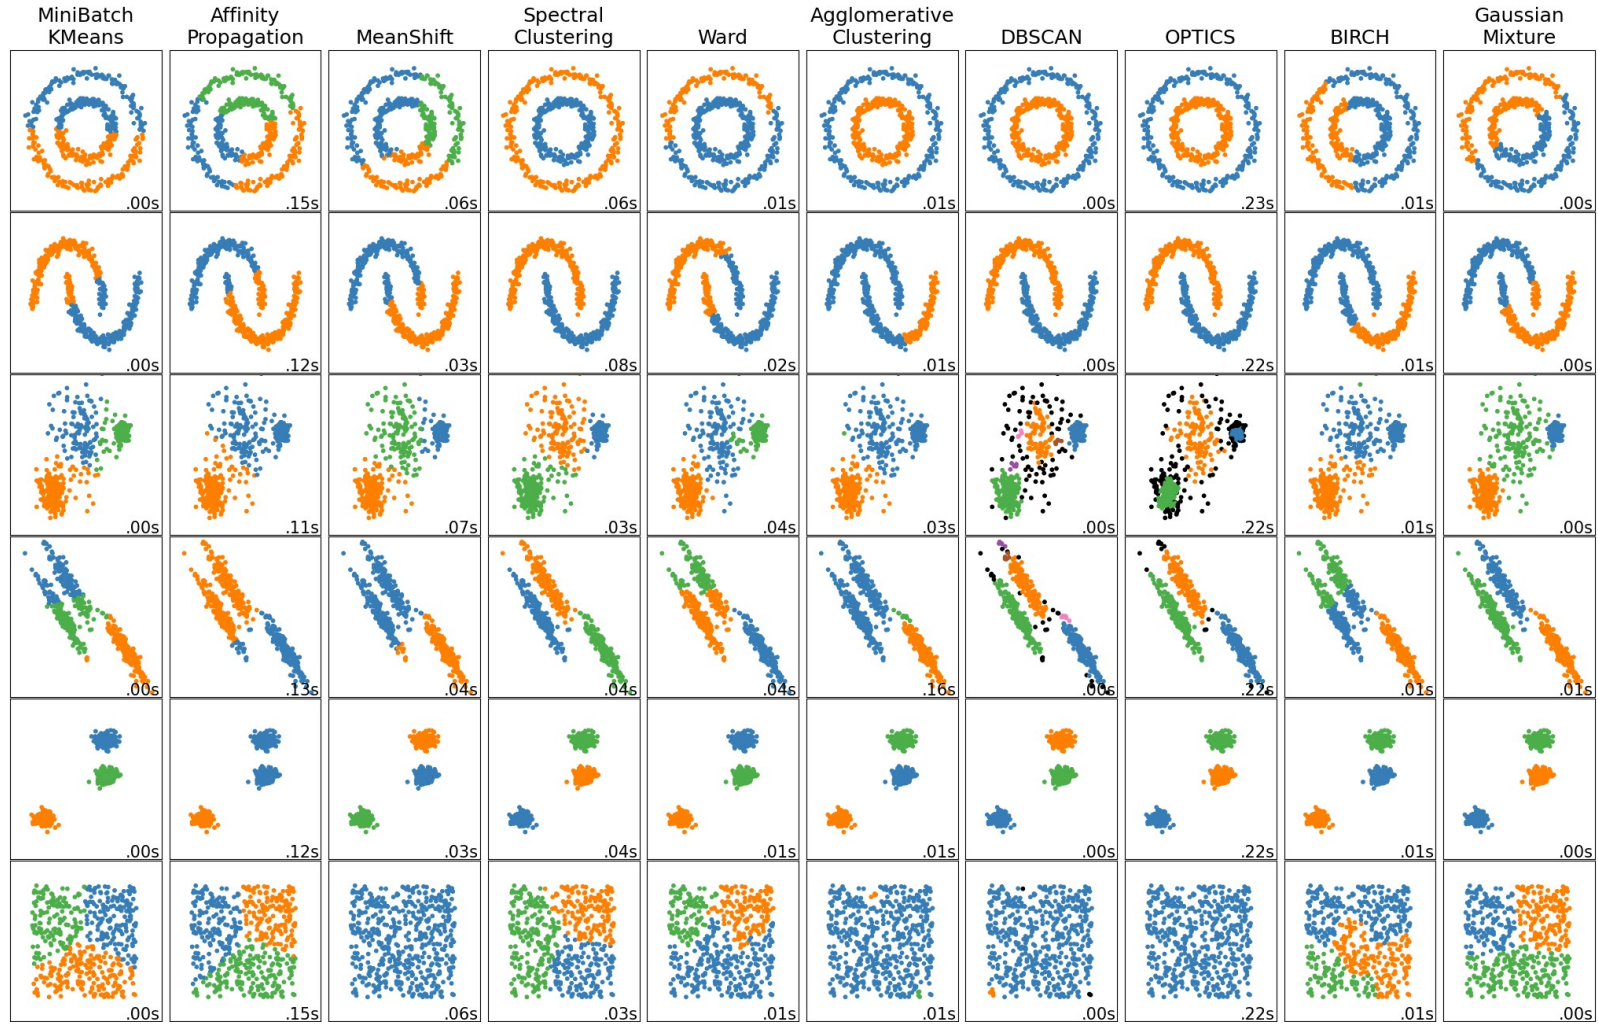 MiniBatch
KMeans
Affinity
Propagation
MeanShift
Spectral
Clustering
Ward
Agglomerative
Clustering
DBSCAN
OPTICS
BIRCH
Gaussian
Mixture
.00s
.15s
.06s
.06s
.01s
.01s
.00s
.23s
.01s
.00s
.00s
.12s
.03s
.08s
.02s
.01s
.00s
.22s
.01s
.00s
.00s
.11s
.07s
.03s
.04s
.03s
.00s
.22s
.01s
.00s
.00s
.13s
.04s
.04s
.04s
.16s
.00s
.22s
.01s
.01s
.00s
.12s
.03s
.04s
.01s
.01s
.00s
.22s
.01s
.00s
.00s
.15s
.06s
.03s
.01s
.01s
.00s
.22s
.01s
.00s